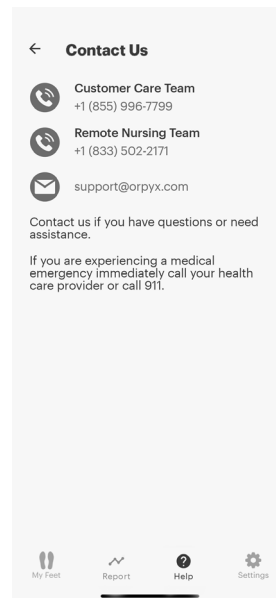 Contact Us
Customer Care Team
+1 (855) 996-7799
Remote Nursing Team
+1 (833) 502-2171
support@orpyx.com
Contact us if you have questions or need
assistance.
If you are experiencing a medical
emergency immediately call your health
care provider or call 911.
My Feet
Report
Help
Settings